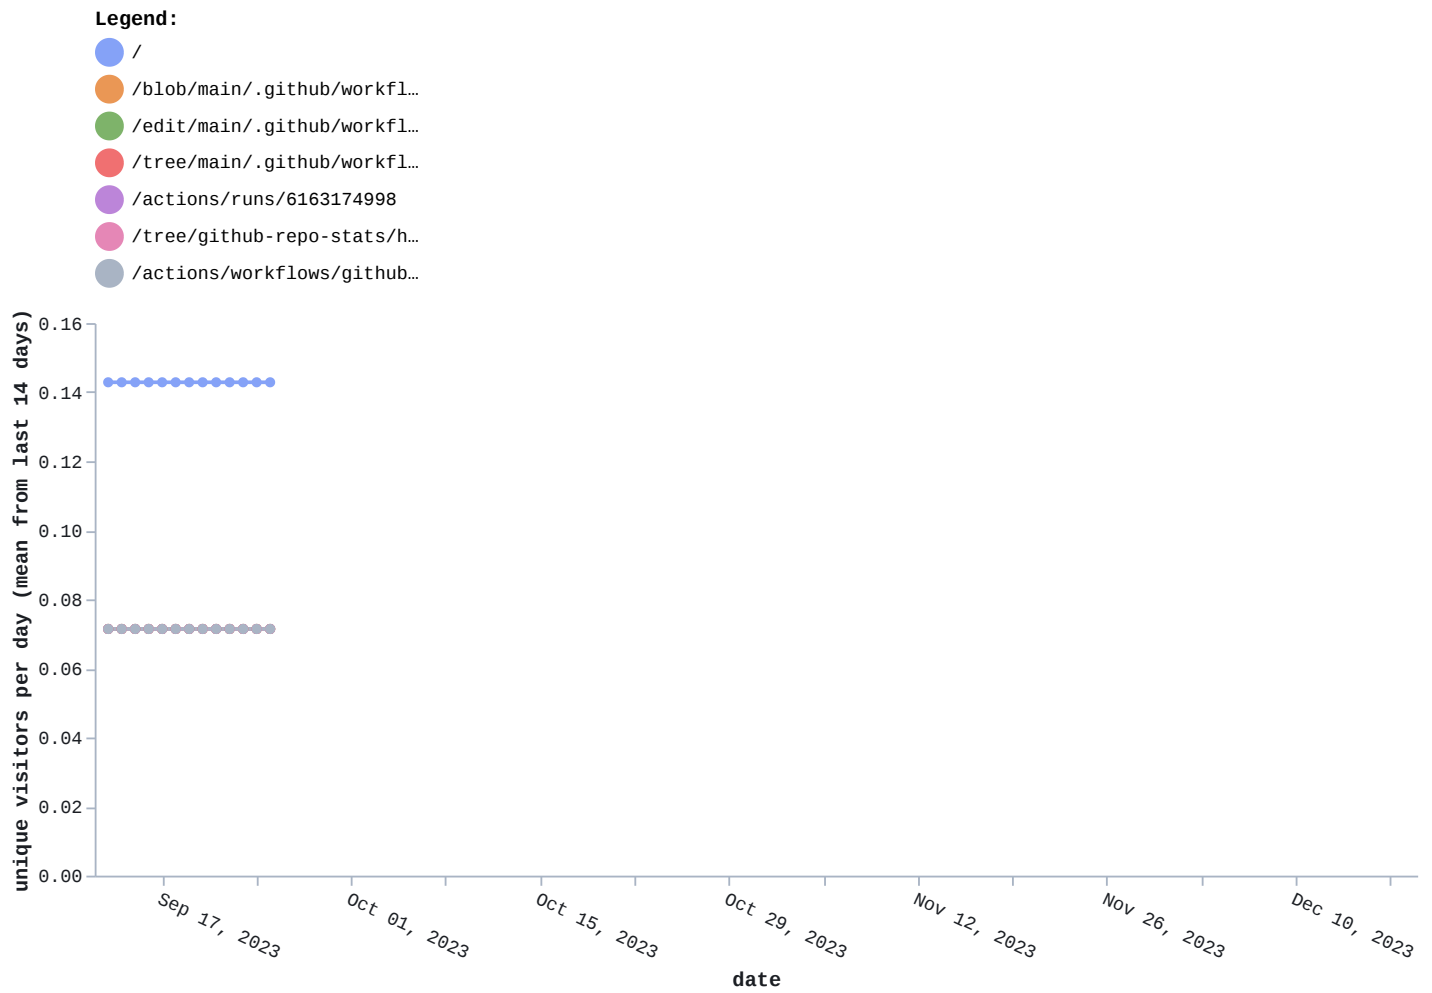 Legend:
/
/blob/main/.github/workfl…
/edit/main/.github/workfl…
/tree/main/.github/workfl…
/actions/runs/6163174998
/tree/github-repo-stats/h…
/actions/workflows/github…
unique visitors per day (mean from last 14 days)
0.16
0.14
0.12
0.10
0.08
0.06
0.04
0.02
0.00
Sep 17, 2023
Oct 01, 2023
Oct 15, 2023
Oct 29, 2023
Nov 12, 2023
Nov 26, 2023
Dec 10, 2023
date